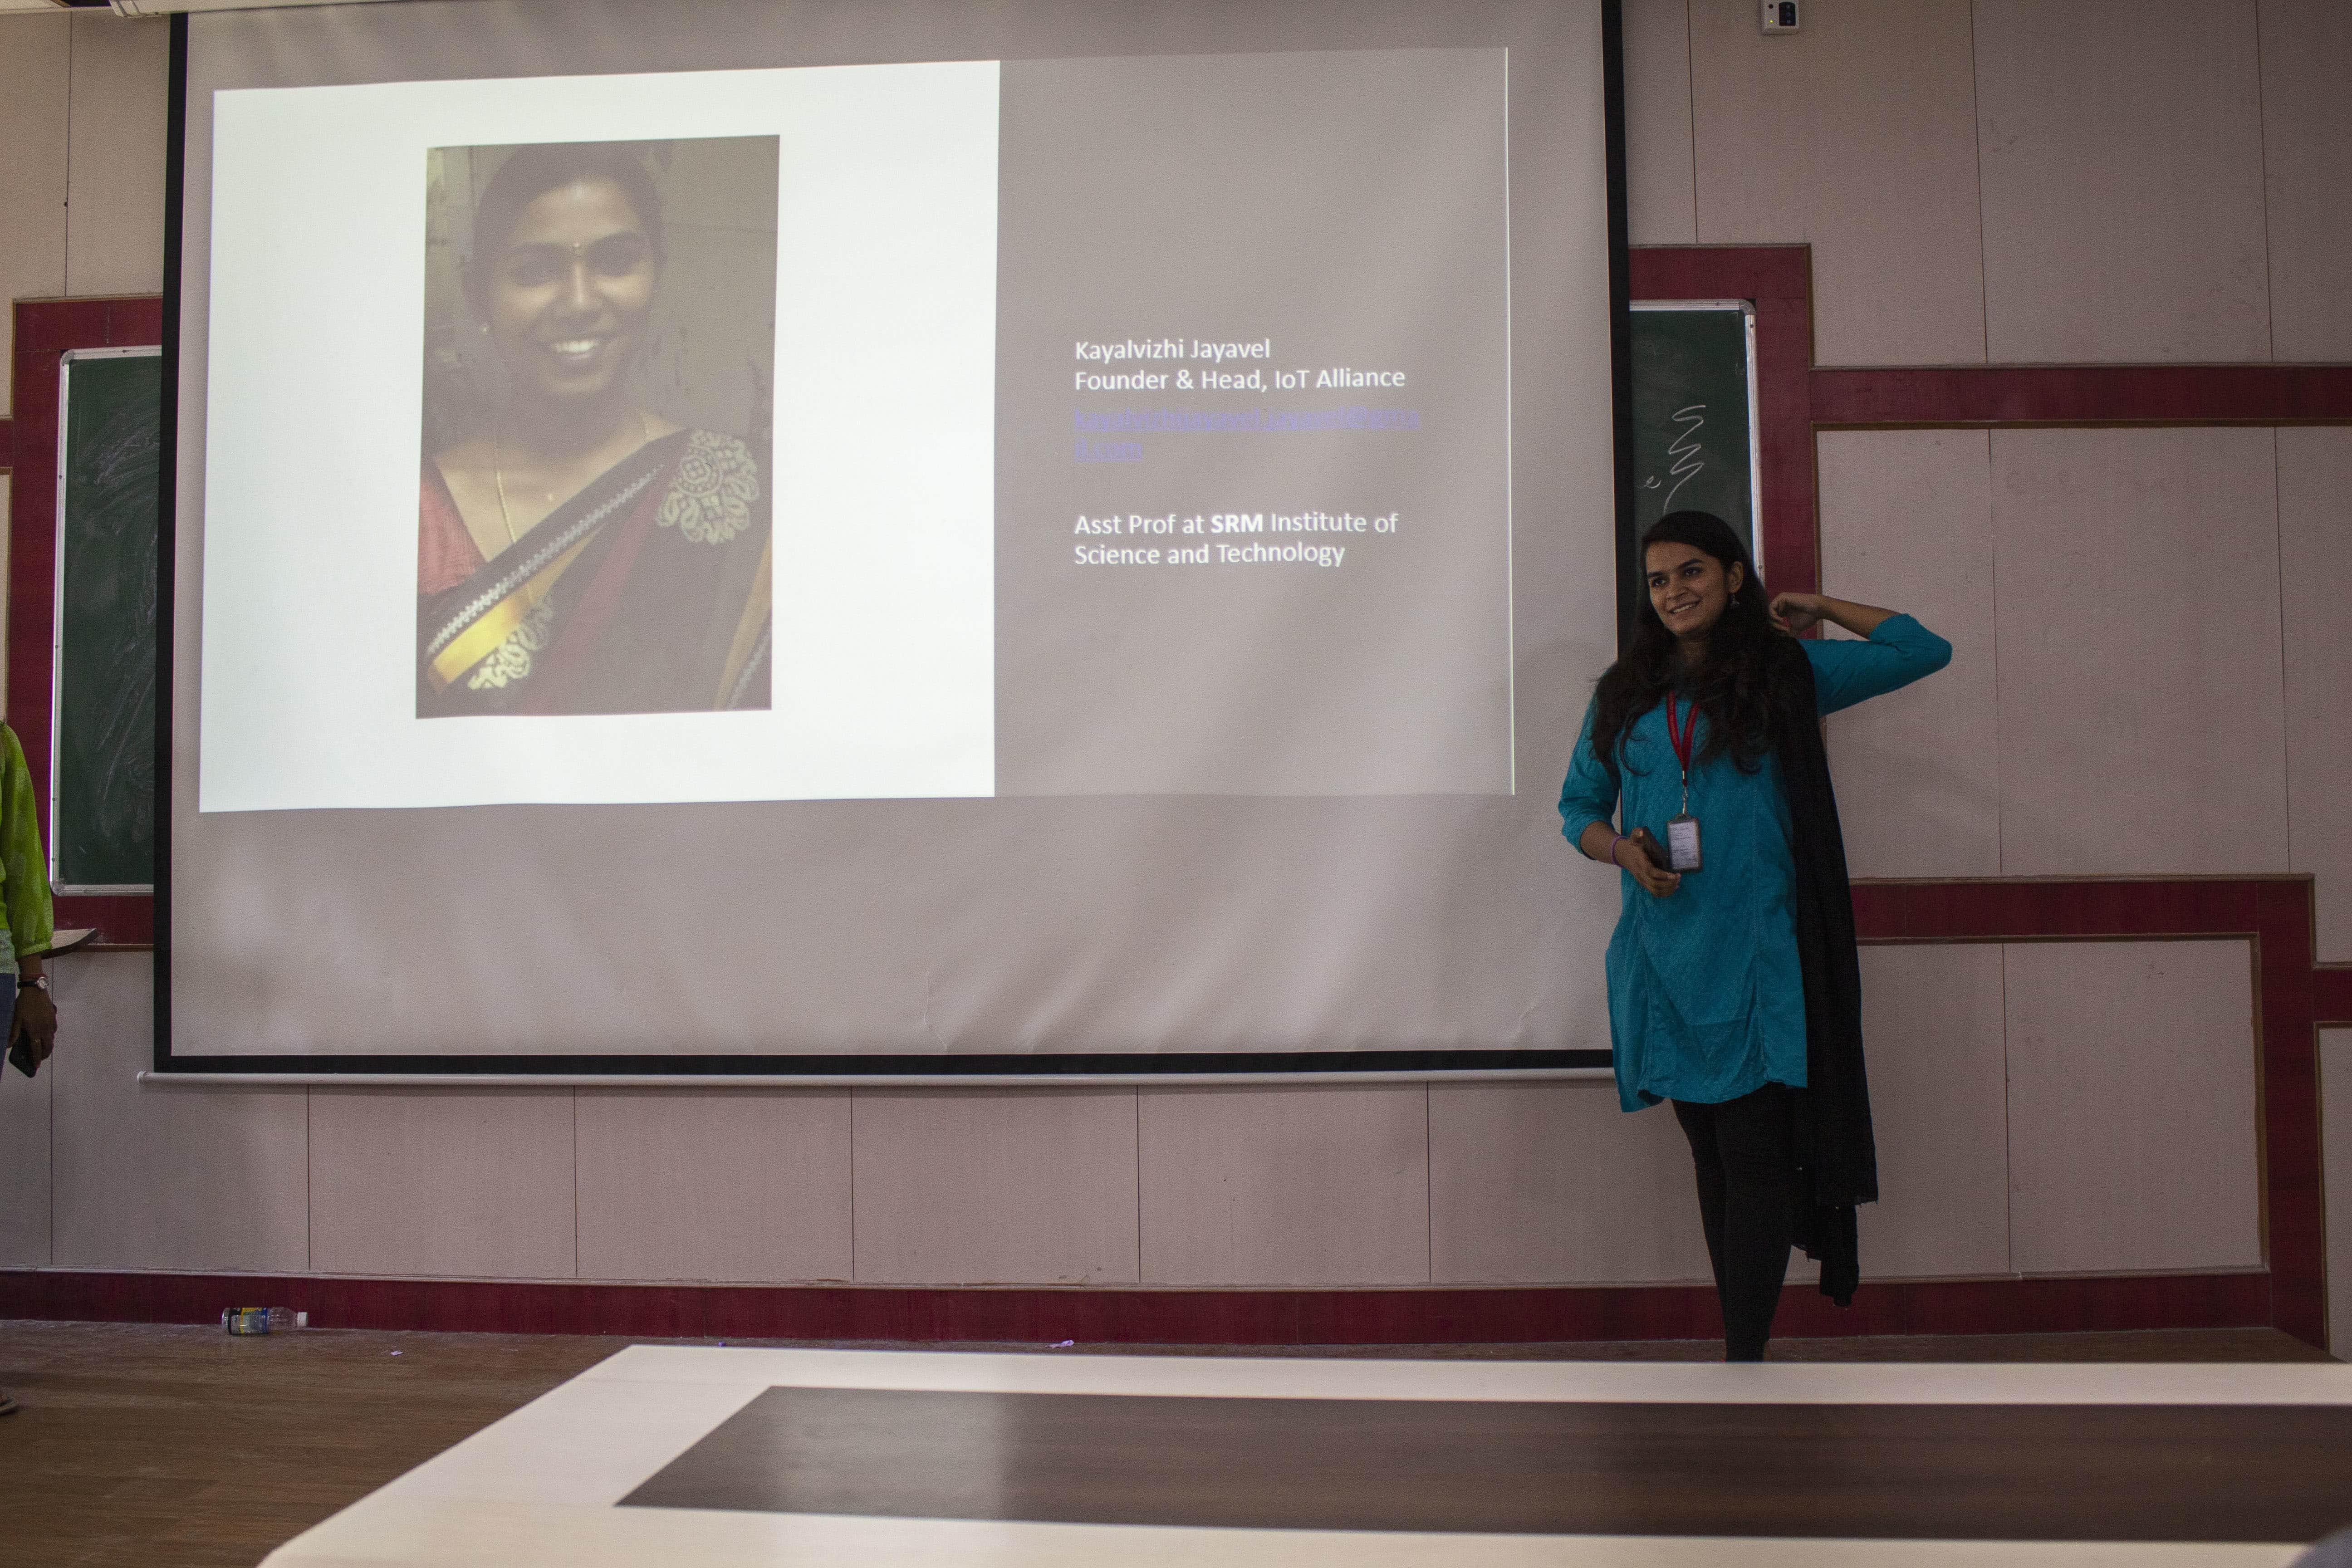 Kayalvizhi Jayavel
Founder & Head, IoT Alliance
Asst Prof at SRM Institute of
Science and Technology